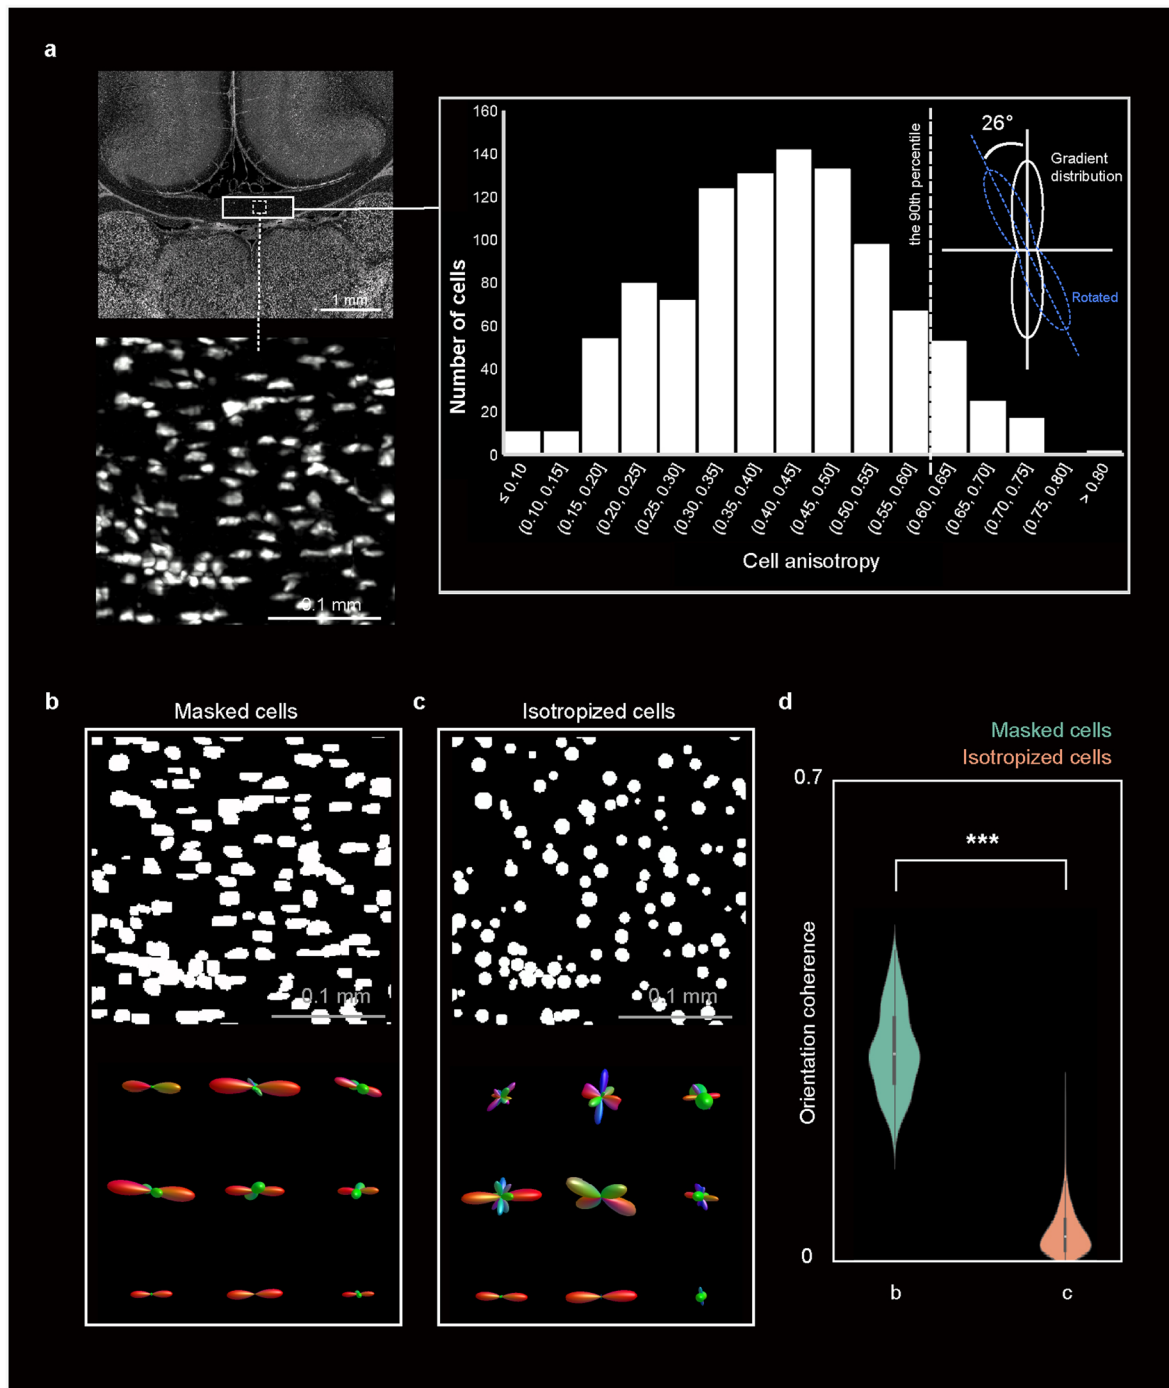 a
1 mm
0.1 mm
160
140
120
100
80
60
40
20
0
Number of cells
the 90th percentile
26°
Gradient
distribution
Rotated
≤ 0.10
(0.10, 0.15]
(0.15, 0.20]
(0.20, 0.25]
(0.25, 0.30]
(0.30, 0.35]
(0.35, 0.40]
(0.40, 0.45]
(0.45, 0.50]
(0.50, 0.55]
(0.55, 0.60]
(0.60, 0.65]
(0.65, 0.70]
(0.70, 0.75]
(0.75, 0.80]
> 0.80
Cell anisotropy
b
Masked cells
0.1 mm
c
Isotropized cells
0.1 mm
d
Masked cells
Isotropized cells
0.7
***
Orientation coherence
0
b
c